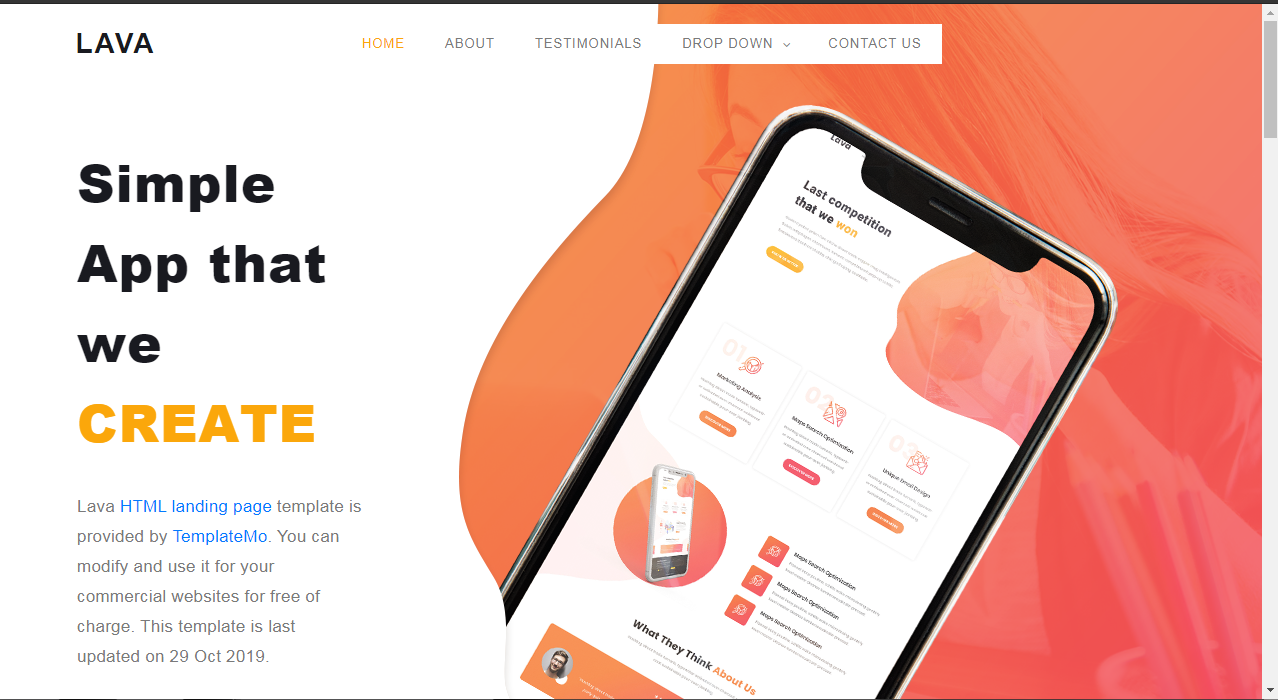 LAVA
HOME ABOUT TESTIMONIALS DROP DOWN CONTACT US
Simple
App that
we
CREATE
Lava HTML landing page template is
provided by TemplateMo. You can
modify and use it for your
commercial websites for free of
charge. This template is last
updated on 29 Oct 2019.
Lava
Last competition
that we won
01
Marketing Analysis
02
Maps Search Optimization
03
Unique Email Design
Maps Search Optimization
Maps Search Optimization
Maps Search Optimization
What They Think About Us